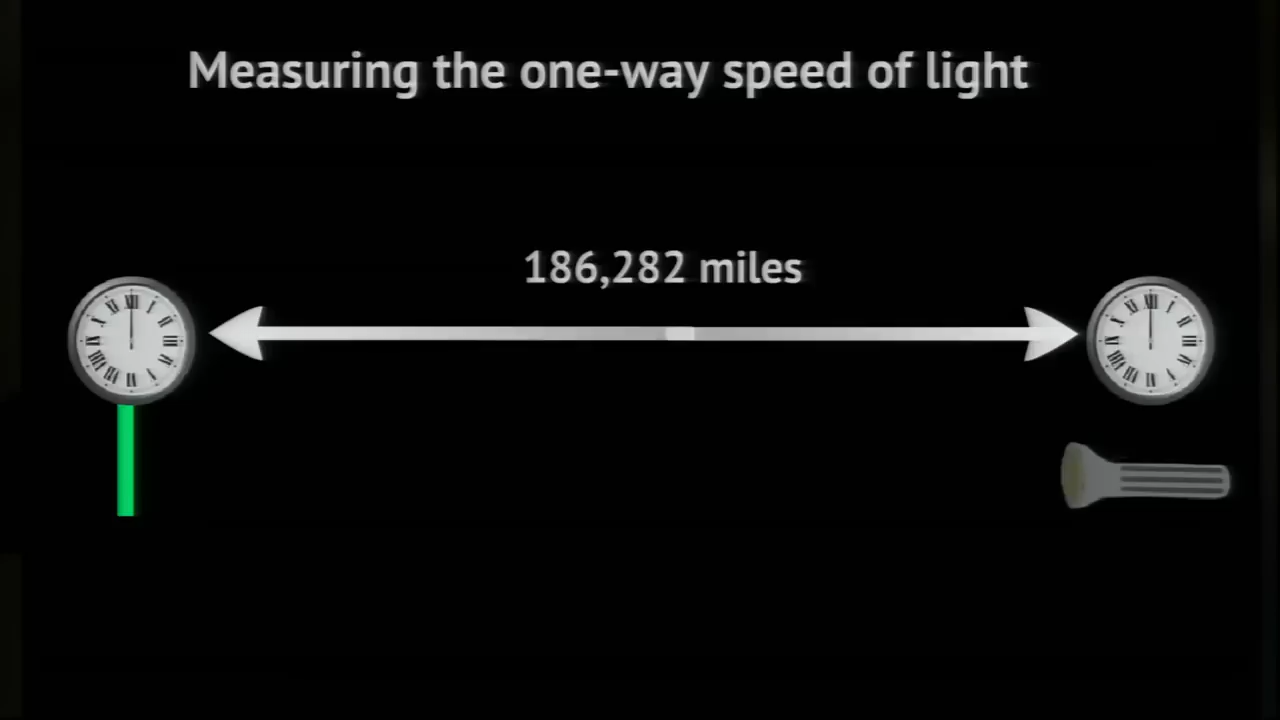 Measuring the one-way speed of light
186,282 miles